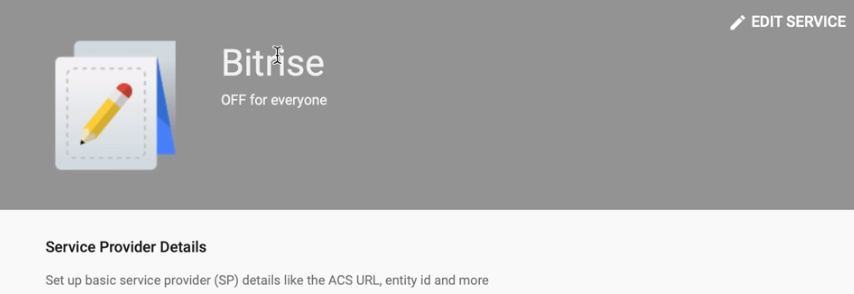 EDIT SERVICE
Bitrise
OFF for everyone
Service Provider Details
Set up basic service provider (SP) details like the ACS URL, entity id and more